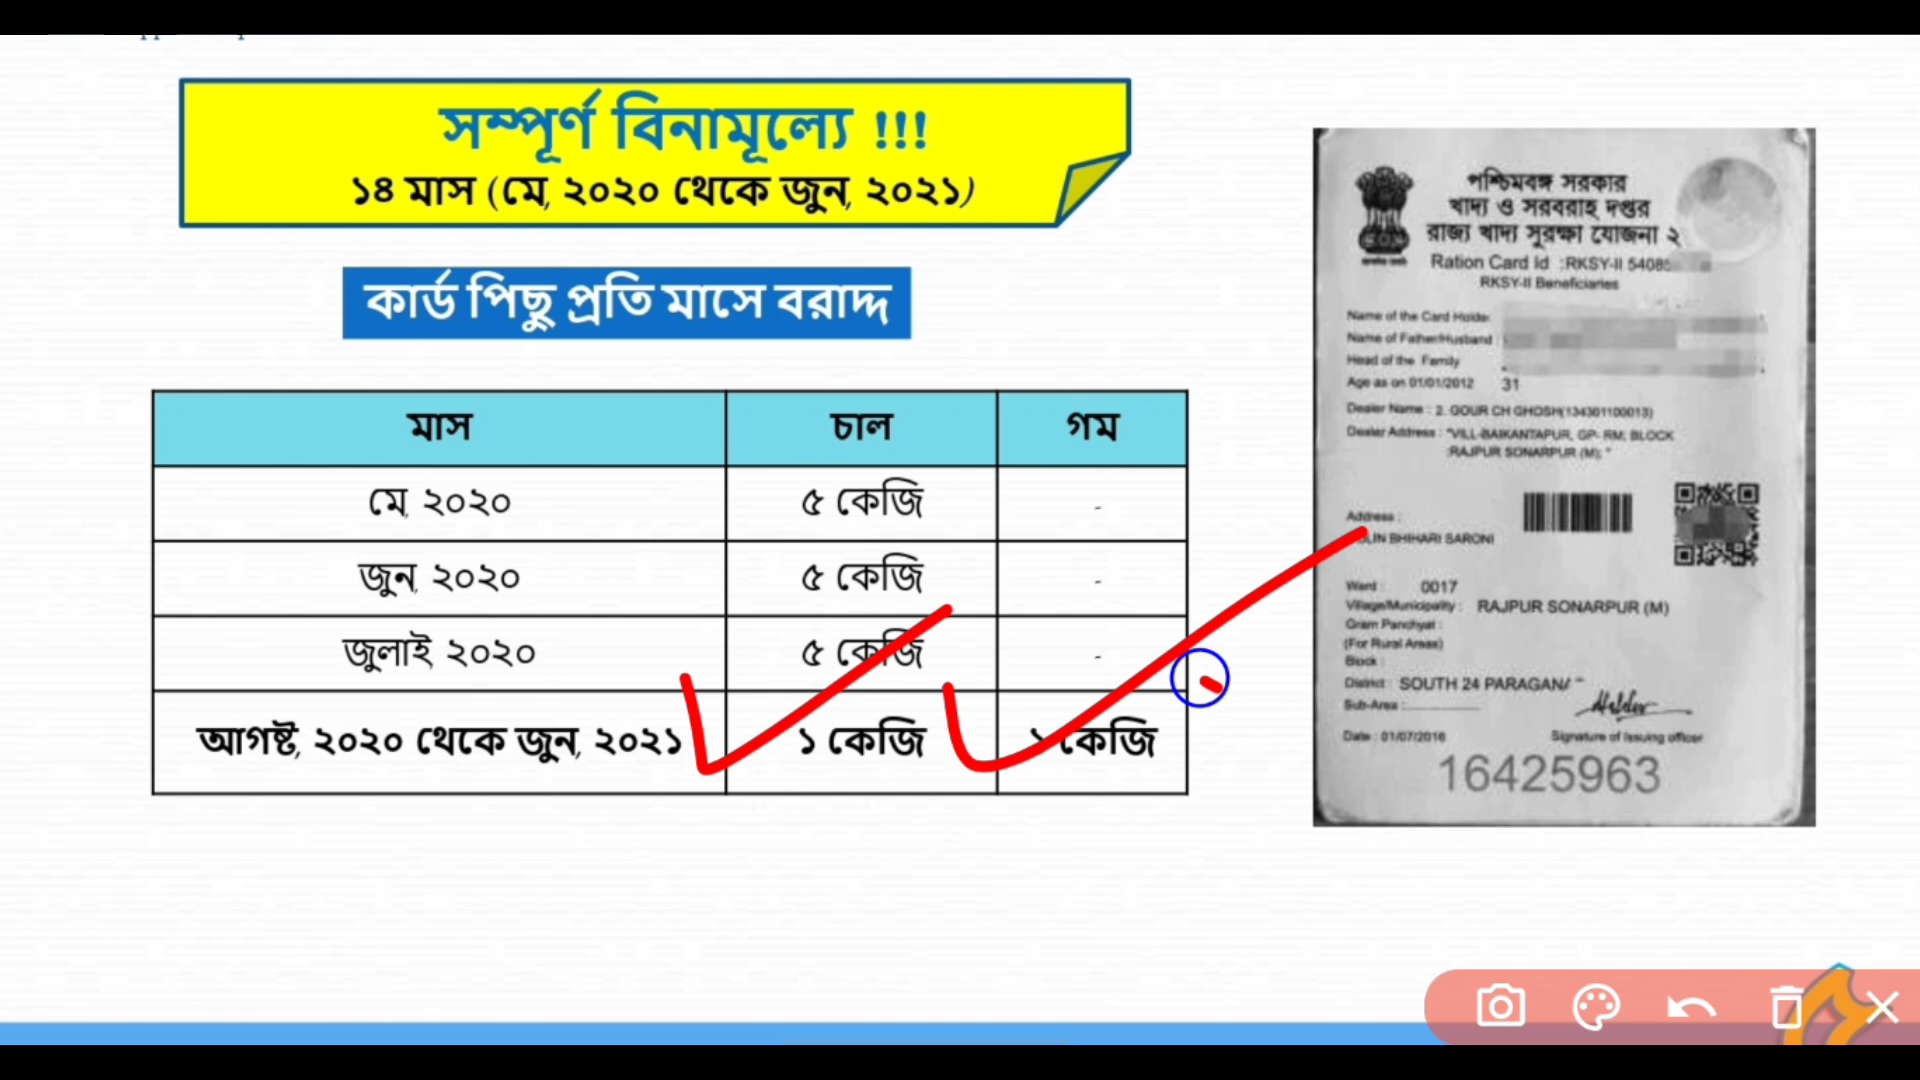 সম্পূর্ণ বিনামূল্যে !!!
১৪ মাস (মে, ২০২০ থেকে জুন, ২০২১)
কার্ড পিছু প্রতি মাসে বরাদ্দ
মাস চাল গম
মে, ২০২০ ৫ কেজি -
জুন, ২০২০ ৫ কেজি -
জুলাই ২০২০ ৫ কেজি -
আগষ্ট, ২০২০ থেকে জুন, ২০২১ ১ কেজি ১ কেজি
পশ্চিমবঙ্গ সরকার
খাদ্য ও সরবরাহ দপ্তর
রাজ্য খাদ্য সুরক্ষা যোজনা ২
Ration Card Id :RKSY-II 5408
RKSY-II Beneficiaries
Name of the Card Holder
Name of Father/Husband :
Head of the Family
Age as on 01/01/2012 31
Dealer Name : 2. GOUR CH GHOSH(134301100013)
Dealer Address : "VILL-BAIKANTAPUR, GP- RM, BLOCK
:RAJPUR SONARPUR (M); "
Address :
BHIHARI SARONI
Ward : 0017
Village/Municipality : RAJPUR SONARPUR (M)
Gram Panchyat :
(For Rural Areas)
Block :
District : SOUTH 24 PARAGANA
Sub-Area :
Date : 01/07/2016 Signature of Issuing officer
16425963